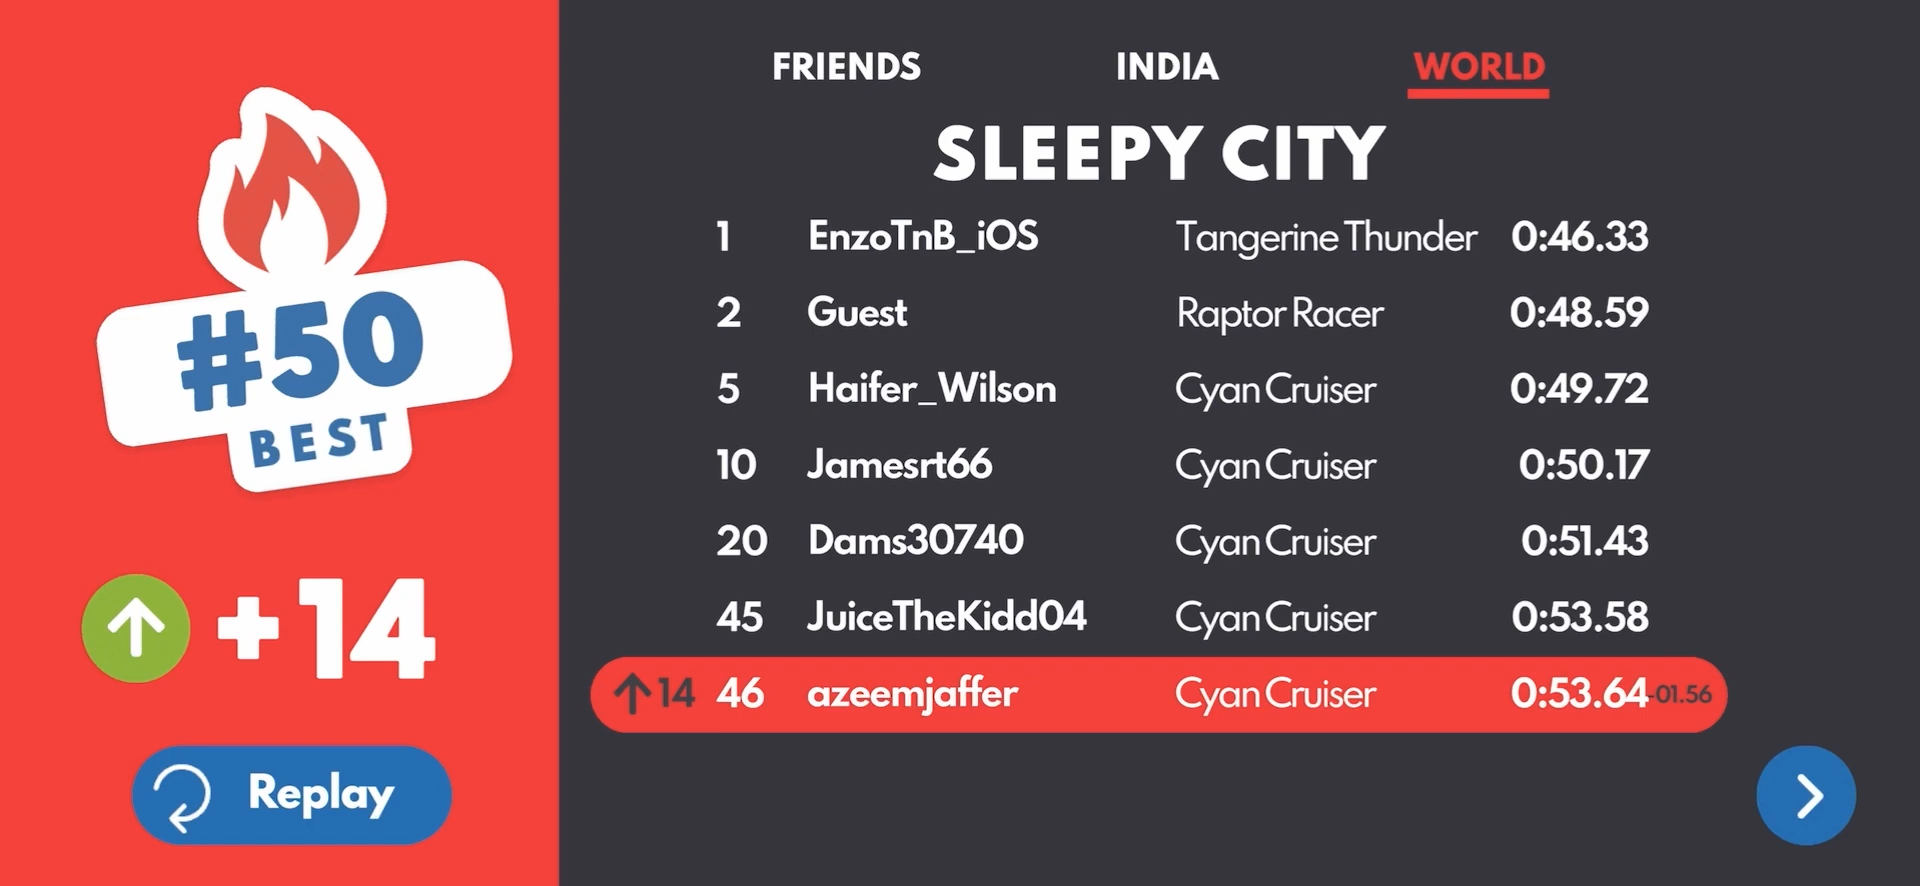 #50
BEST
+14
Replay
FRIENDS INDIA WORLD
SLEEPY CITY
1 EnzoTnB_iOS Tangerine Thunder 0:46.33
2 Guest Raptor Racer 0:48.59
5 Haifer_Wilson Cyan Cruiser 0:49.72
10 Jamesrt66 Cyan Cruiser 0:50.17
20 Dams30740 Cyan Cruiser 0:51.43
45 JuiceTheKidd04 Cyan Cruiser 0:53.58
14 46 azeemjaffer Cyan Cruiser 0:53.64 -01.56